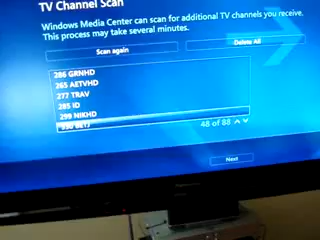 TV Channel Scan
Windows Media Center can scan for additional TV channels you receive.
This process may take several minutes.
Scan again
Delete All
286 GRNHD
265 AETVHD
277 TRAV
285 ID
299 NIKHD
48 of 88
Next